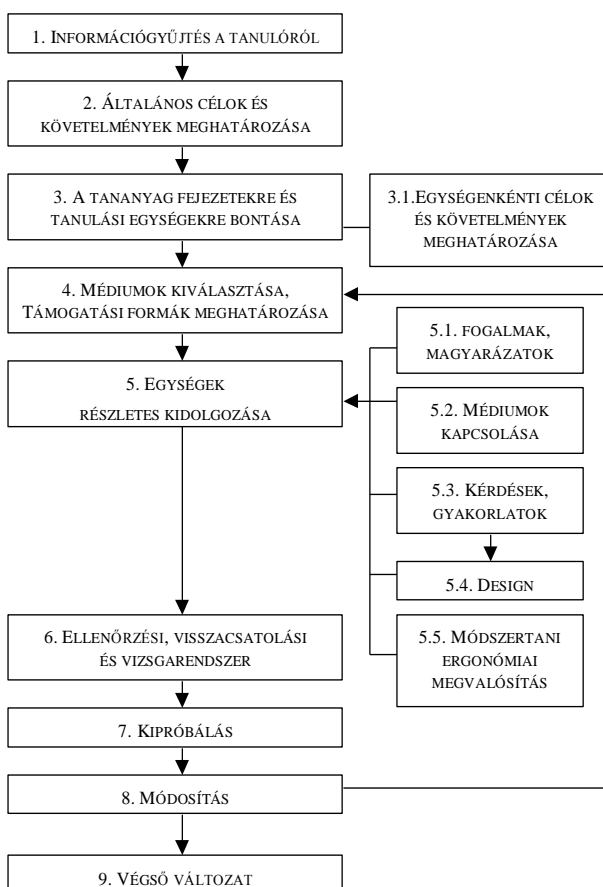 1. INFORMÁCIÓGYŰJTÉS A TANULÓRÓL
2. ÁLTALÁNOS CÉLOK ÉS
KÖVETELMÉNYEK MEGHATÁROZÁSA
3. A TANANYAG FEJEZETEKRE ÉS
TANULÁSI EGYSÉGEKRE BONTÁSA
3.1.EGYSÉGENKÉNTI CÉLOK
ÉS KÖVETELMÉNYEK
MEGHATÁROZÁSA
4. MÉDIUMOK KIVÁLASZTÁSA,
TÁMOGATÁSI FORMÁK MEGHATÁROZÁSA
5. EGYSÉGEK
RÉSZLETES KIDOLGOZÁSA
5.1. FOGALMAK,
MAGYARÁZATOK
5.2. MÉDIUMOK
KAPCSOLÁSA
5.3. KÉRDÉSEK,
GYAKORLATOK
5.4. DESIGN
5.5. MÓDSZERTANI
ERGONÓMIAI
MEGVALÓSÍTÁS
6. ELLENŐRZÉSI, VISSZACSATOLÁSI
ÉS VIZSGARENDSZER
7. KIPRÓBÁLÁS
8. MÓDOSÍTÁS
9. VÉGSŐ VÁLTOZAT